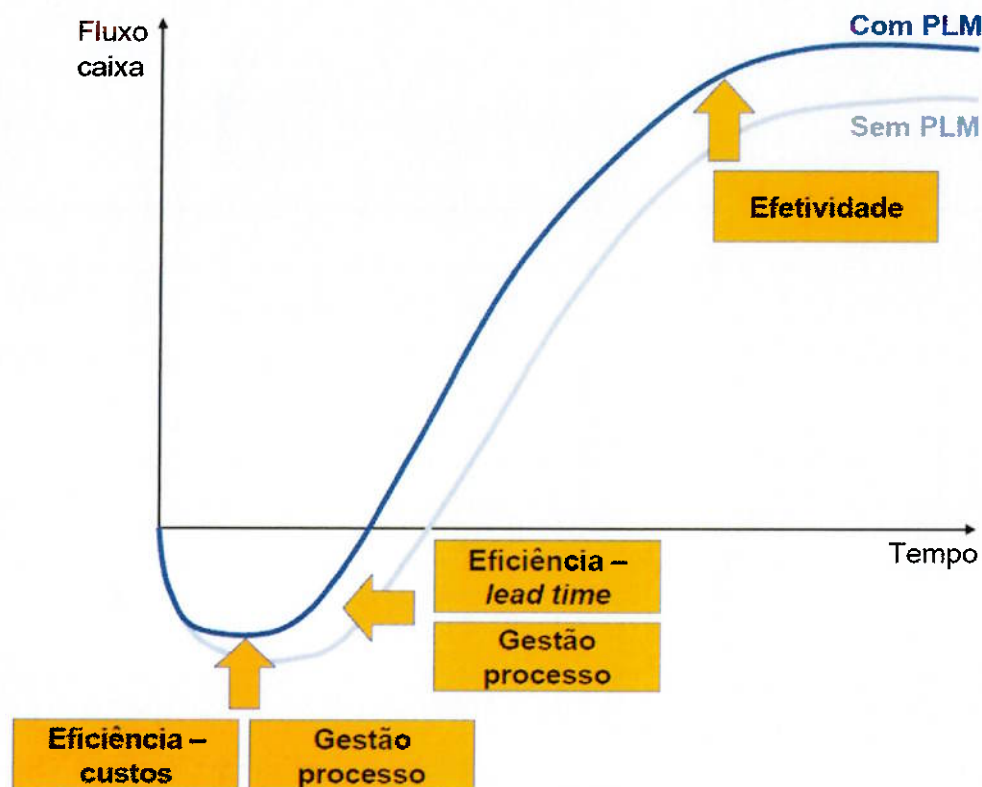 Fluxo
caixa
Com PLM
Sem PLM
Efetividade
Tempo
Eficiência –
lead time
Gestão
processo
Eficiência –
custos
Gestão
processo